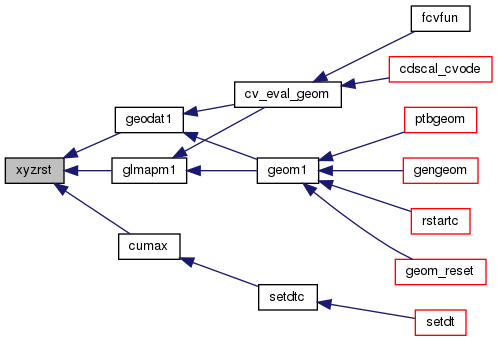 fcvfun
cdscal_cvode
cv_eval_geom
geodat1
ptbgeom
xyzrst
glmapm1
geom1
gengeom
rstartc
cumax
geom_reset
setdtc
setdt